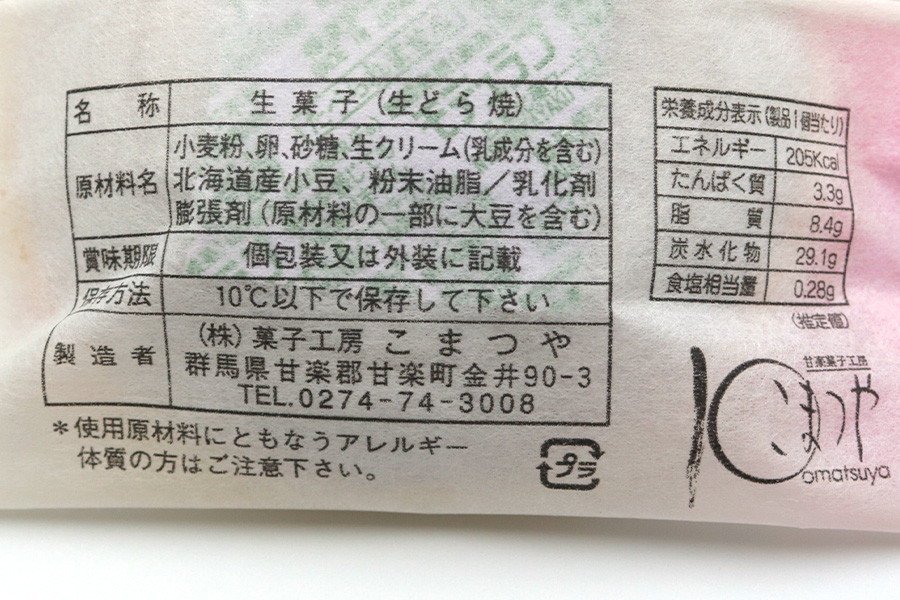 名称 生菓子(生どら焼)
原材料名 小麦粉、卵、砂糖、生クリーム(乳成分を含む)
北海道産小豆、粉末油脂/乳化剤
膨張剤(原材料の一部に大豆を含む)
賞味期限 個包装又は外装に記載
保存方法 10℃以下で保存して下さい
製造者 (株)菓子工房 こまつや
群馬県甘楽郡甘楽町金井90-3
TEL.0274-74-3008
*使用原材料にともなうアレルギー
体質の方はご注意下さい。
プラ
栄養成分表示(製品1個当たり)
エネルギー 205Kcal
たんぱく質 3.3g
脂質 8.4g
炭水化物 29.1g
食塩相当量 0.28g
(推定値)
甘楽菓子工房
こまつや
omatsuya